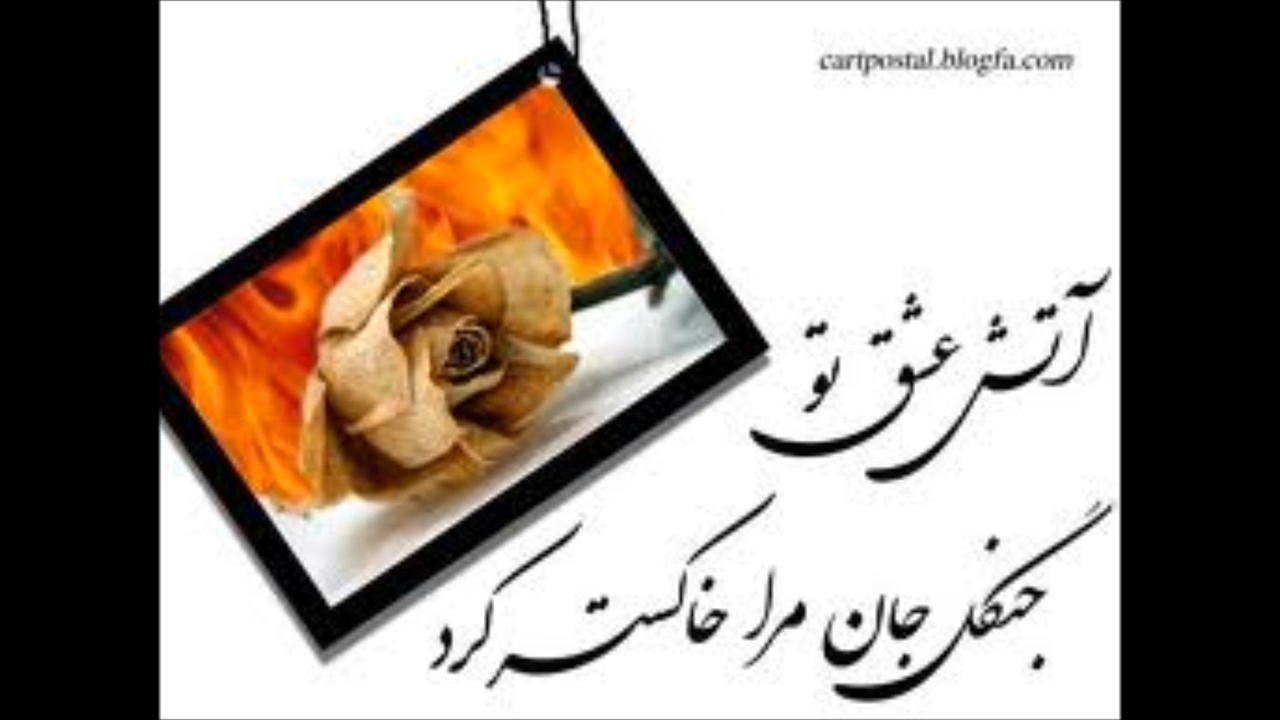 cartpostal.blogfa.com
آتش عشق تو
جنگل جان مرا خاکستر کرد